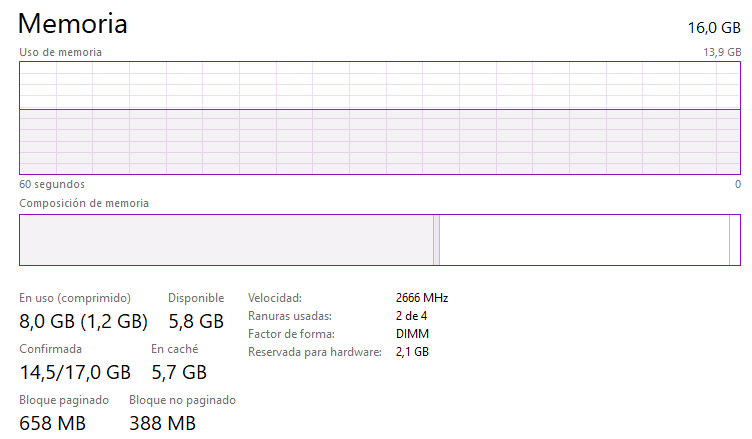 Memoria 16,0 GB
Uso de memoria 13,9 GB
60 segundos 0
Composición de memoria
En uso (comprimido) Disponible
8,0 GB (1,2 GB) 5,8 GB
Confirmada En caché
14,5/17,0 GB 5,7 GB
Bloque paginado Bloque no paginado
658 MB 388 MB
Velocidad: 2666 MHz
Ranuras usadas: 2 de 4
Factor de forma: DIMM
Reservada para hardware: 2,1 GB